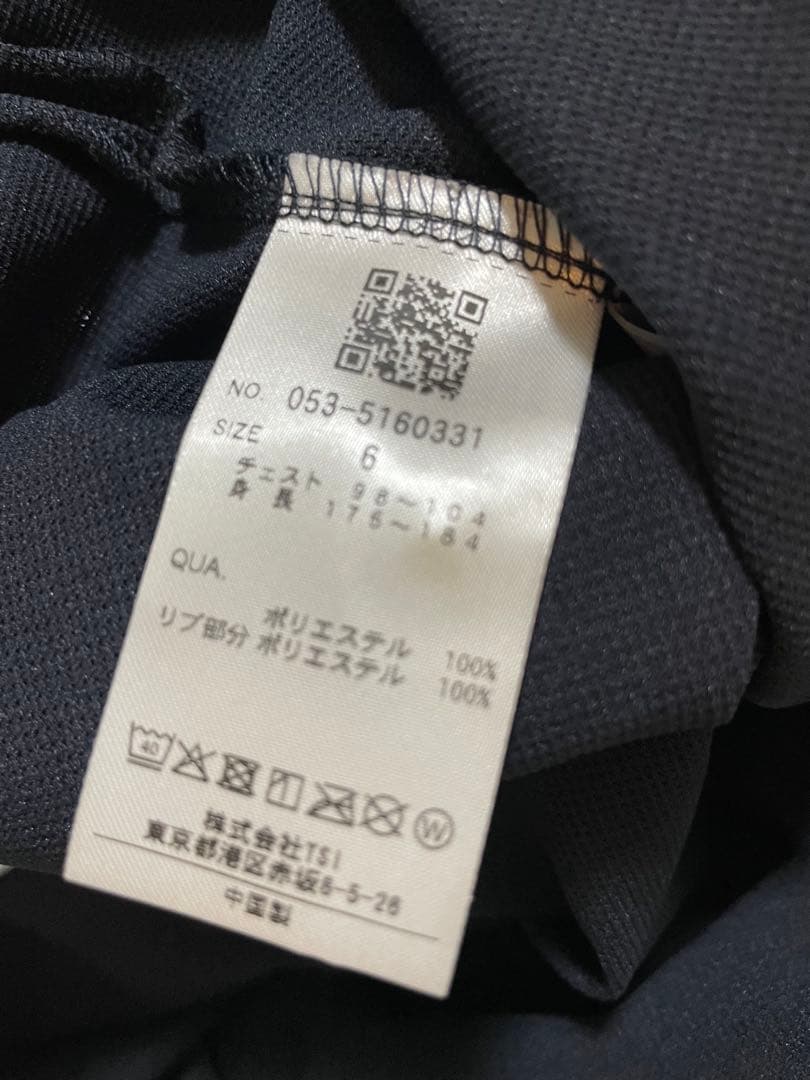 NO. 053-5160331
SIZE 6
チェスト 98～104
身長 175～184
QUA.
ポリエステル 100%
リブ部分 ポリエステル 100%
40
W
株式会社TSI
東京都港区赤坂8-5-26
中国製